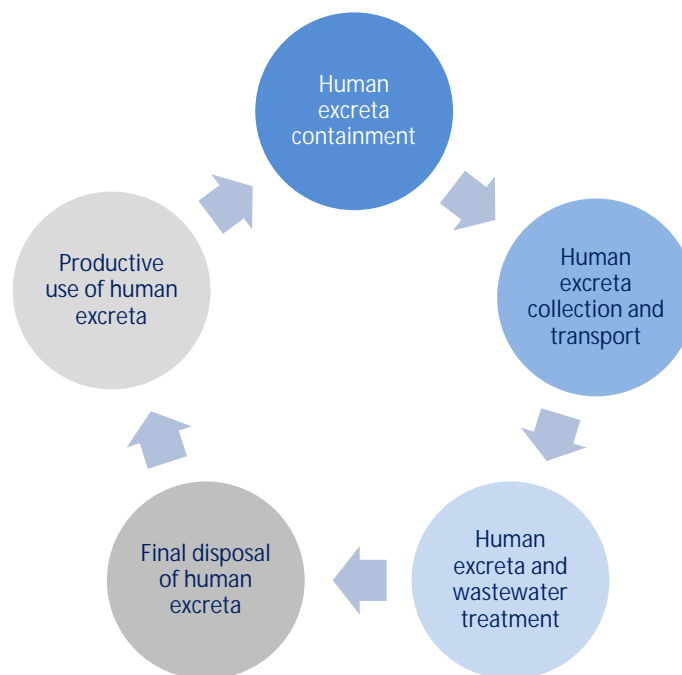 Human
excreta
containment
Human
excreta
collection and
transport
Human
excreta and
wastewater
treatment
Final disposal
of human
excreta
Productive
use of human
excreta